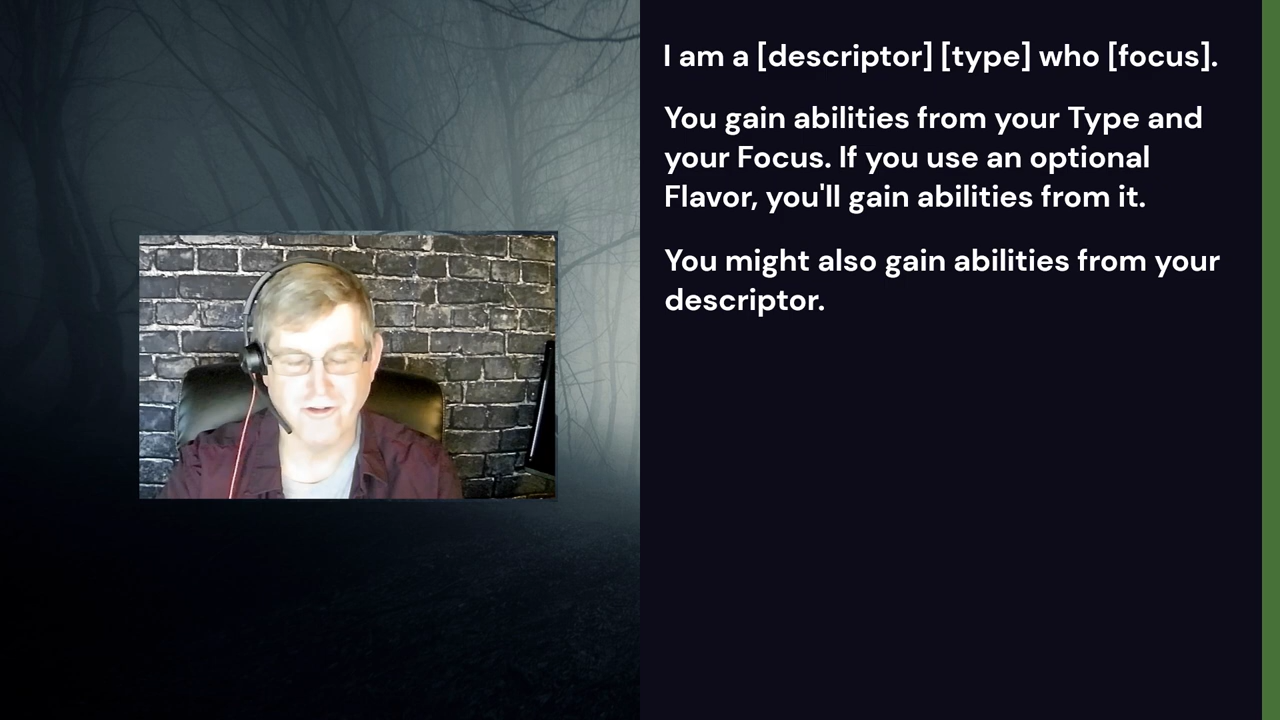 I am a [descriptor] [type] who [focus].
You gain abilities from your Type and
your Focus. If you use an optional
Flavor, you'll gain abilities from it.
You might also gain abilities from your
descriptor.